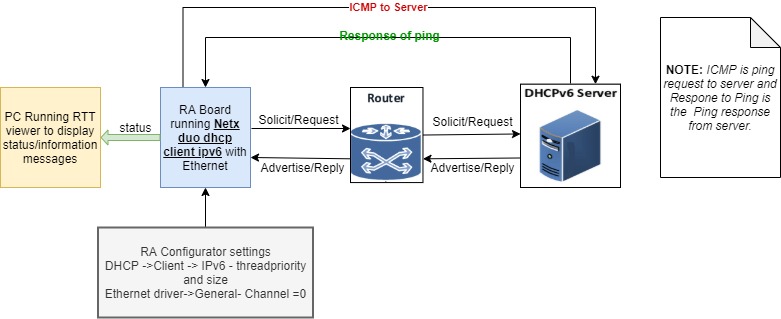 ICMP to Server
Response of ping
PC Running RTT
viewer to display
status/information
messages
status
RA Board
running Netx
duo dhcp
client ipv6 with
Ethernet
Solicit/Request
Advertise/Reply
Router
Solicit/Request
Advertise/Reply
DHCPv6 Server
NOTE: ICMP is ping
request to server and
Respone to Ping is
the Ping response
from server.
RA Configurator settings
DHCP ->Client -> IPv6 - threadpriority
and size
Ethernet driver->General- Channel =0